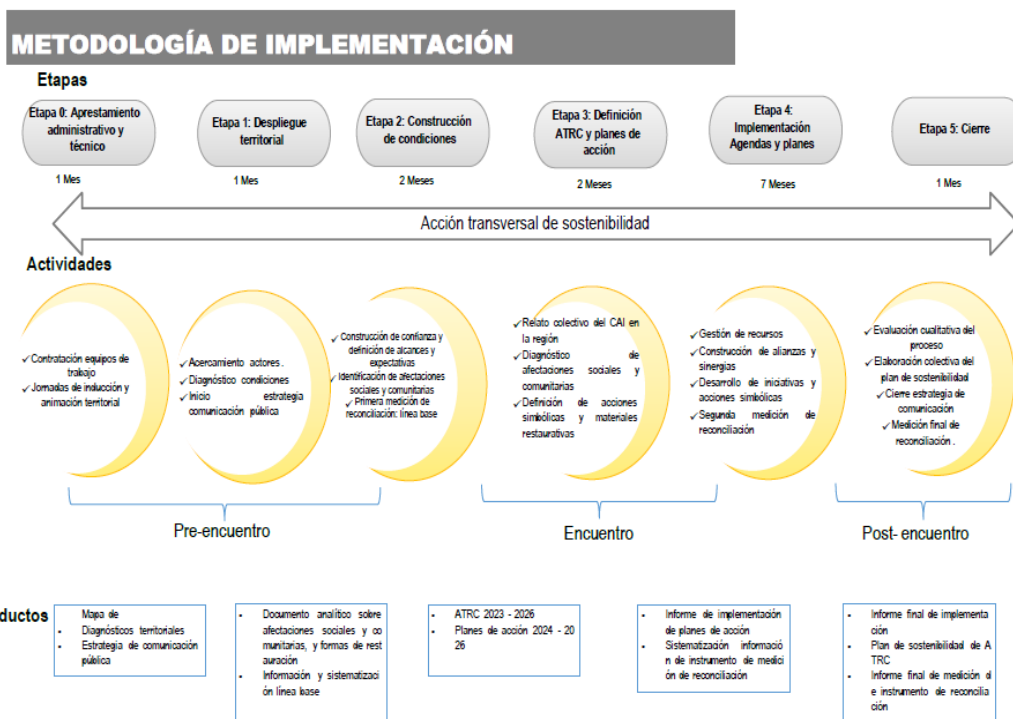 METODOLOGÍA DE IMPLEMENTACIÓN
Etapas
Etapa 0: Aprestamiento
administrativo y
técnico
1 Mes
Etapa 1: Despliegue
territorial
1 Mes
Etapa 2: Construcción
de condiciones
2 Meses
Etapa 3: Definición
ATRC y planes de
acción
2 Meses
Etapa 4:
Implementación
Agendas y planes
7 Meses
Etapa 5: Cierre
1 Mes
Acción transversal de sostenibilidad
Actividades
✓Contratación equipos de
trabajo
✓Jornadas de inducción y
animación territorial
✓Acercamiento actores.
✓Diagnóstico condiciones
✓Inicio estrategia
comunicación pública
✓Construcción de confianza y
definición de alcances y
expectativas
✓Identificación de afectaciones
sociales y comunitarias
✓Primera medición de
reconciliación: línea base
✓Relato colectivo del CAI en
la región
✓Diagnóstico de
afectaciones sociales y
comunitarias
✓Definición de acciones
simbólicas y materiales
restaurativas
✓Gestión de recursos
✓Construcción de alianzas y
sinergias
✓Desarrollo de iniciativas y
acciones simbólicas
✓Segunda medición de
reconciliación
✓Evaluación cualitativa del
proceso
✓Elaboración colectiva del
plan de sostenibilidad
✓Cierre estrategia de
comunicación
✓Medición final de
reconciliación .
Pre-encuentro
Encuentro
Post- encuentro
ductos
• Mapa de
• Diagnósticos territoriales
• Estrategia de comunicación
pública
• Documento analítico sobre
afectaciones sociales y co
munitarias, y formas de rest
auración
• Información y sistematizaci
ón línea base
• ATRC 2023 - 2026
• Planes de acción 2024 - 20
26
• Informe de implementación
de planes de acción
• Sistematización informació
n de instrumento de medici
ón de reconciliación
• Informe final de implementa
ción
• Plan de sostenibilidad de A
TRC
• Informe final de medición d
e instrumento de reconcilia
ción